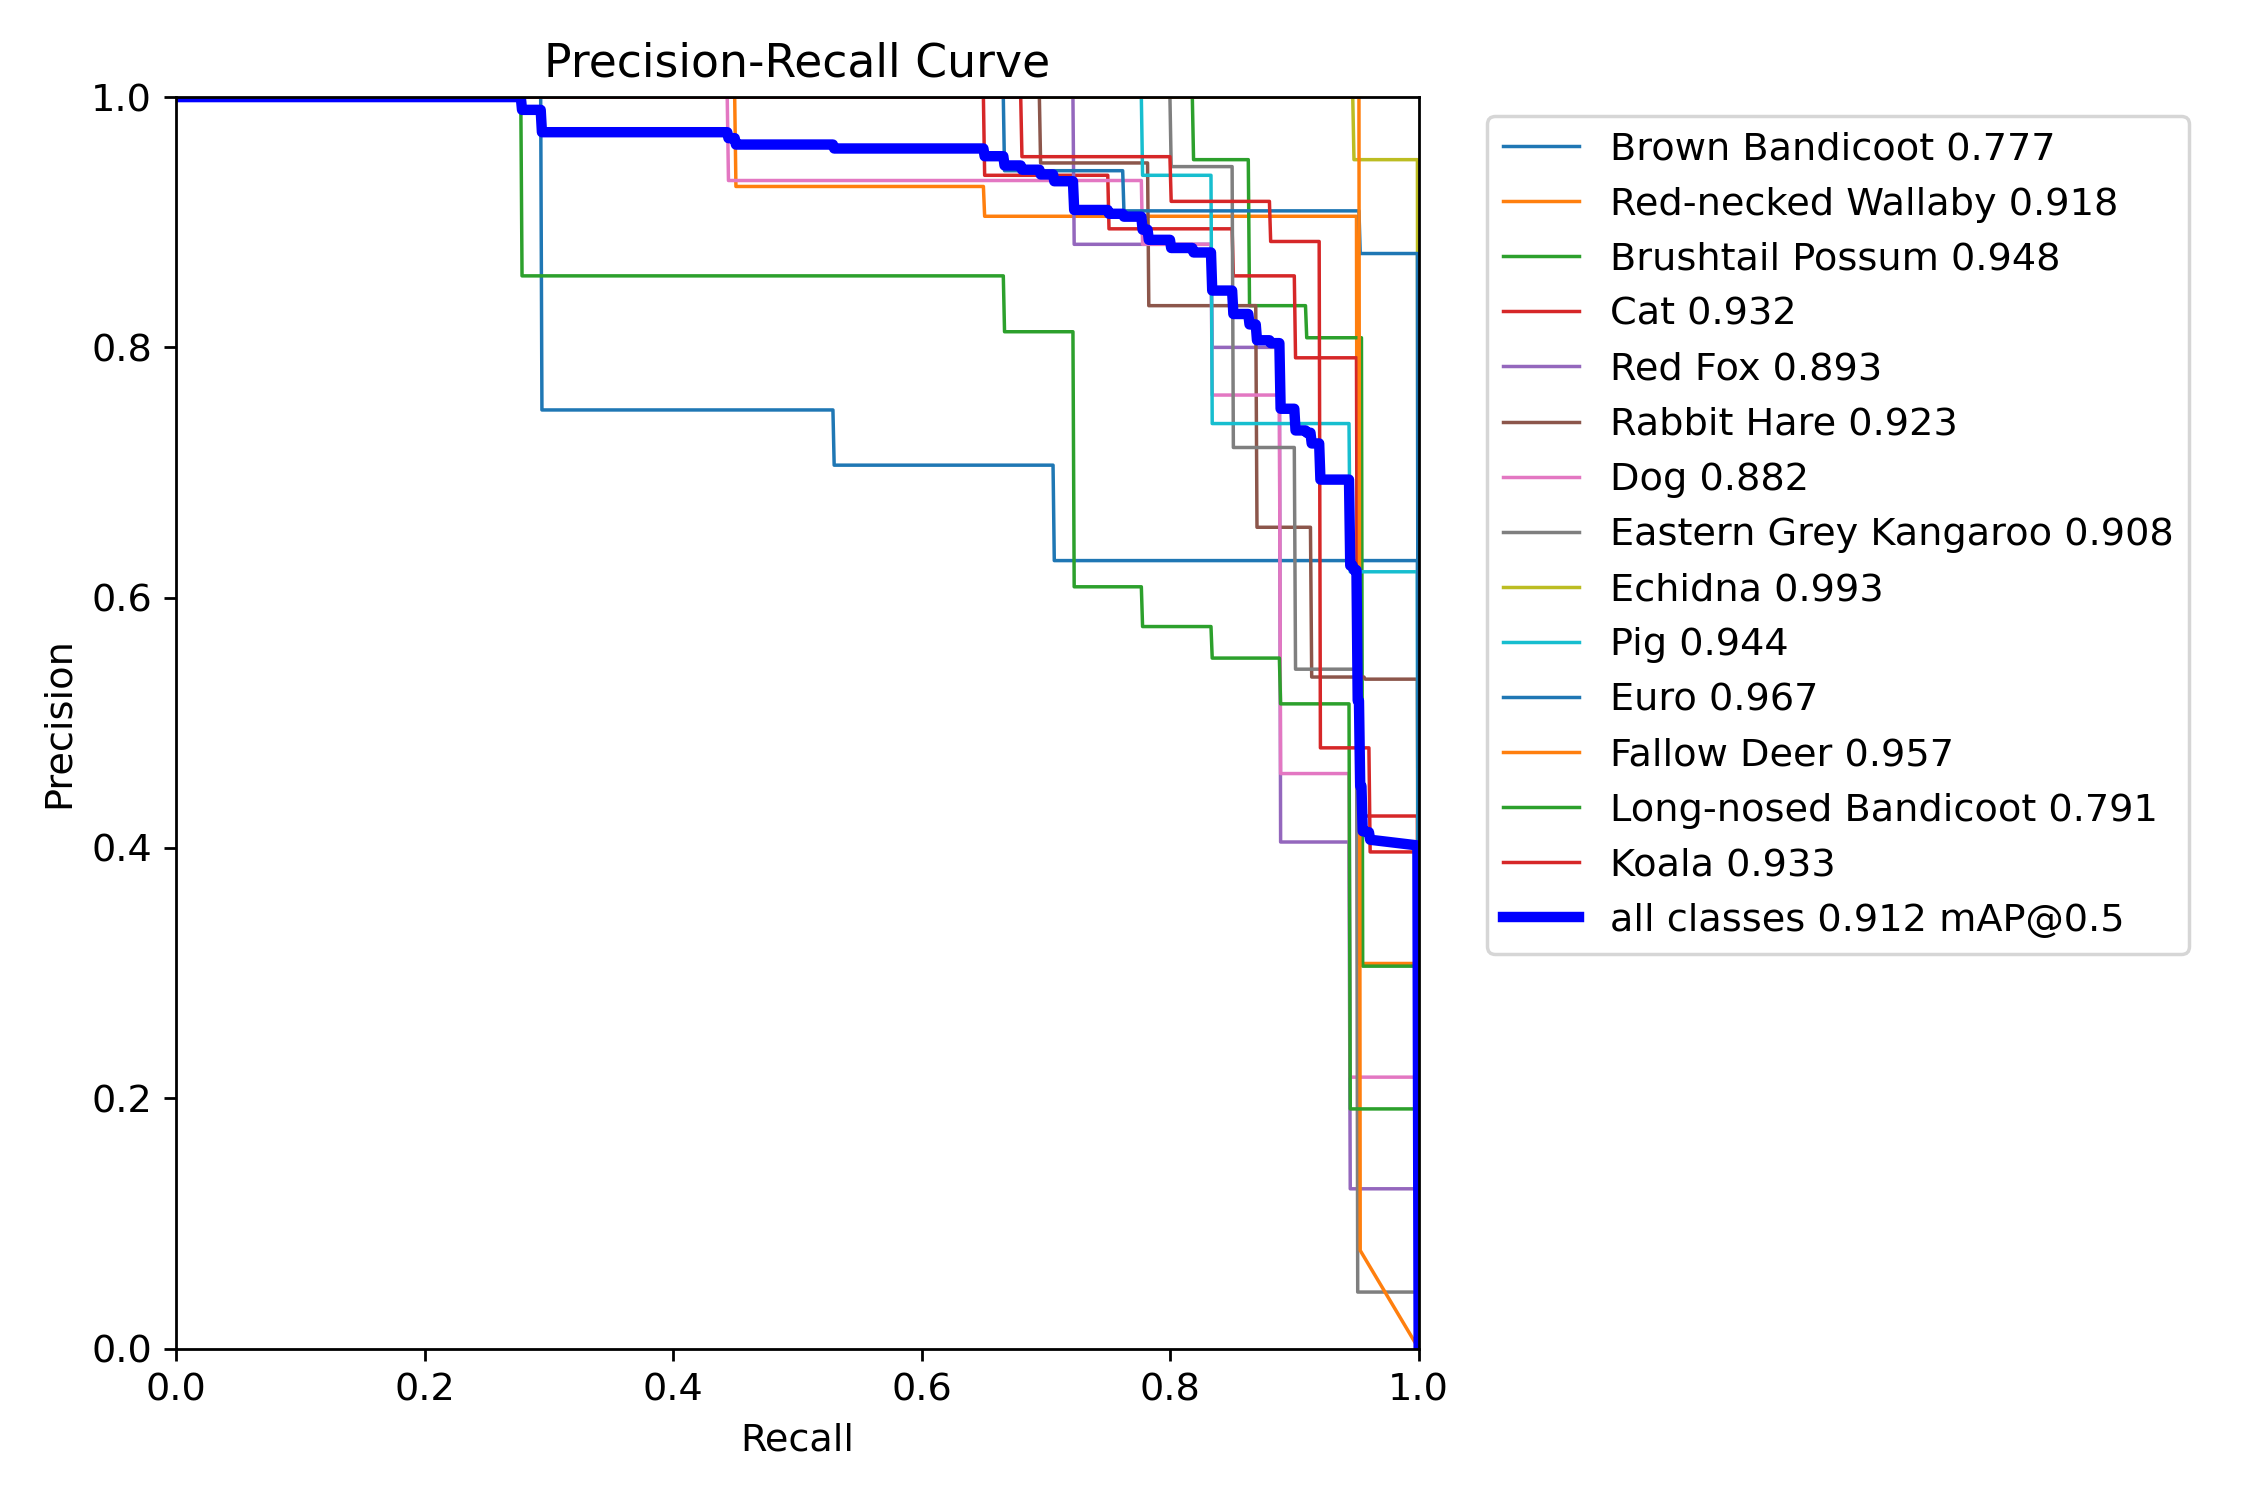 Precision-Recall Curve
1.0
0.8
0.6
0.4
0.2
0.0
Precision
0.0 0.2 0.4 0.6 0.8 1.0
Recall
Brown Bandicoot 0.777
Red-necked Wallaby 0.918
Brushtail Possum 0.948
Cat 0.932
Red Fox 0.893
Rabbit Hare 0.923
Dog 0.882
Eastern Grey Kangaroo 0.908
Echidna 0.993
Pig 0.944
Euro 0.967
Fallow Deer 0.957
Long-nosed Bandicoot 0.791
Koala 0.933
all classes 0.912 mAP@0.5